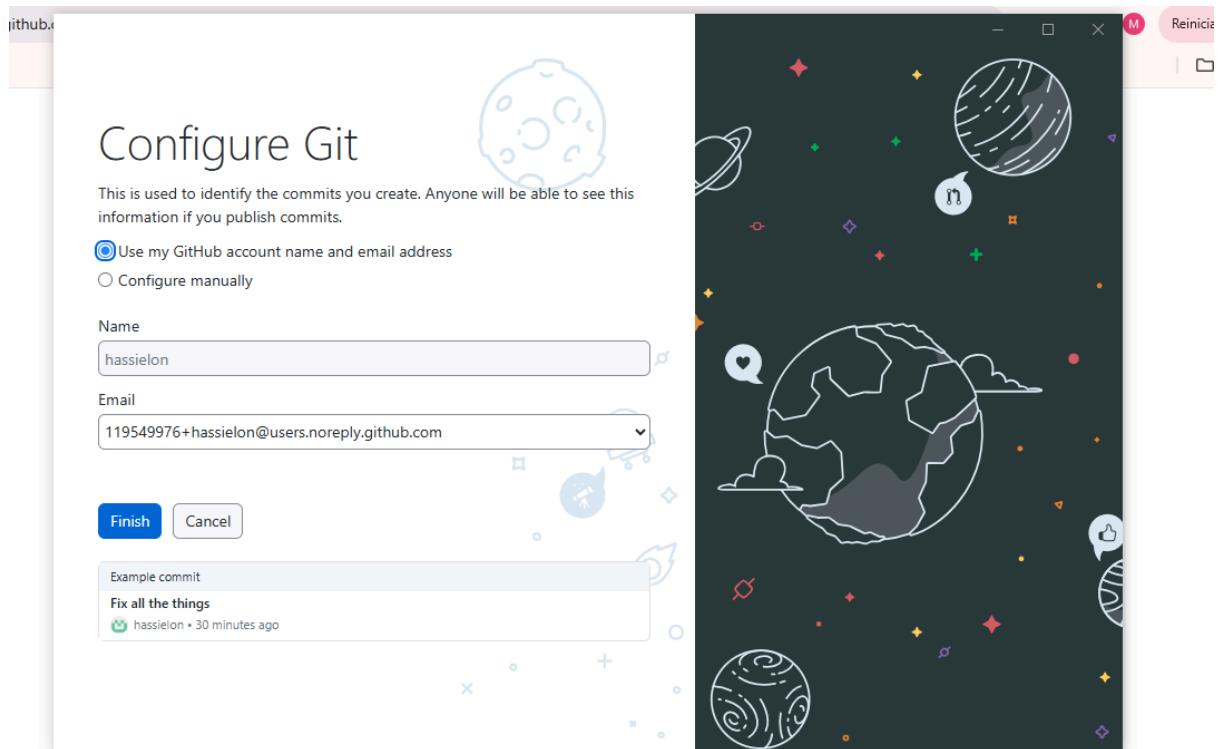 github.
M
Reinicia
Configure Git
This is used to identify the commits you create. Anyone will be able to see this
information if you publish commits.
Use my GitHub account name and email address
Configure manually
Name
hassielon
Email
119549976+hassielon@users.noreply.github.com
Finish
Cancel
Example commit
Fix all the things
hassielon • 30 minutes ago